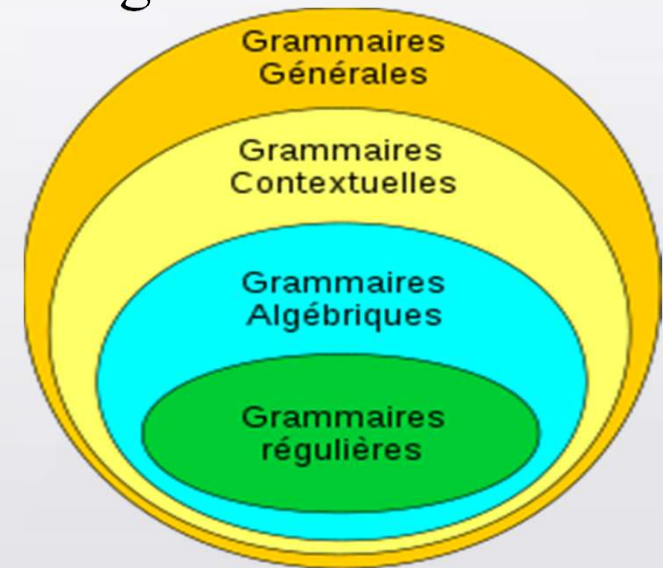 Grammaires
Générales
Grammaires
Contextuelles
Grammaires
Algébriques
Grammaires
régulières